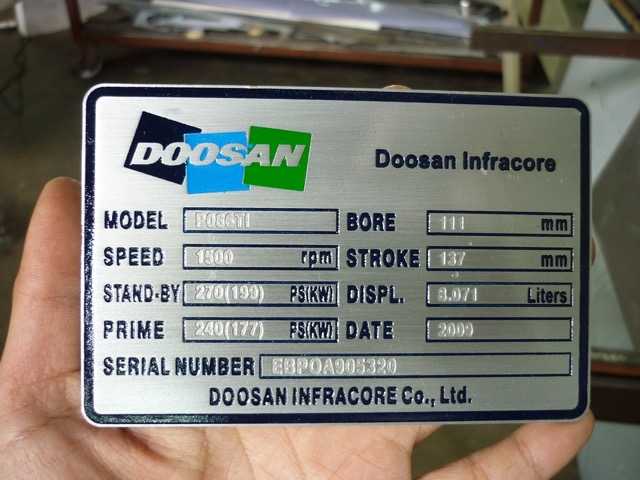 DOOSAN
Doosan Infracore
MODEL P086TI BORE 111 mm
SPEED 1500 rpm STROKE 137 mm
STAND-BY 270(199) PS(KW) DISPL. 8.071 Liters
PRIME 240(177) PS(KW) DATE 2009
SERIAL NUMBER EBPOA905320
DOOSAN INFRACORE Co., Ltd.